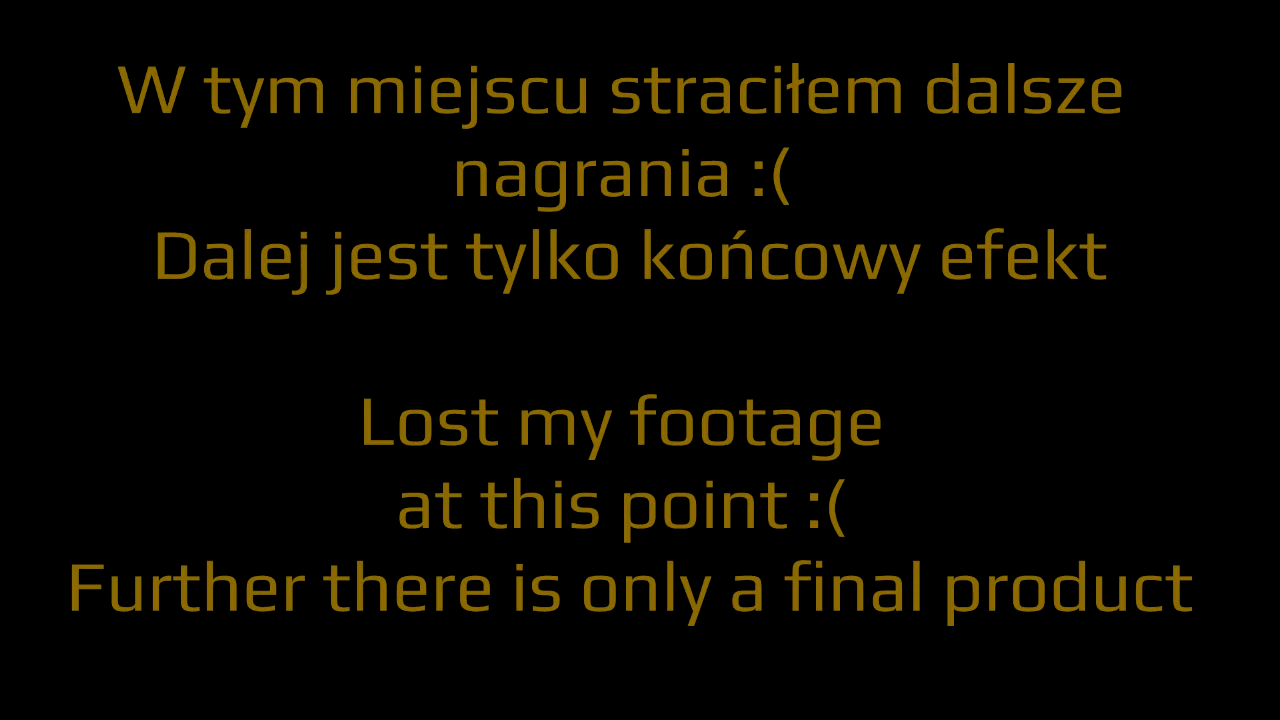 W tym miejscu straciłem dalsze
nagrania :(
Dalej jest tylko końcowy efekt
Lost my footage
at this point :(
Further there is only a final product